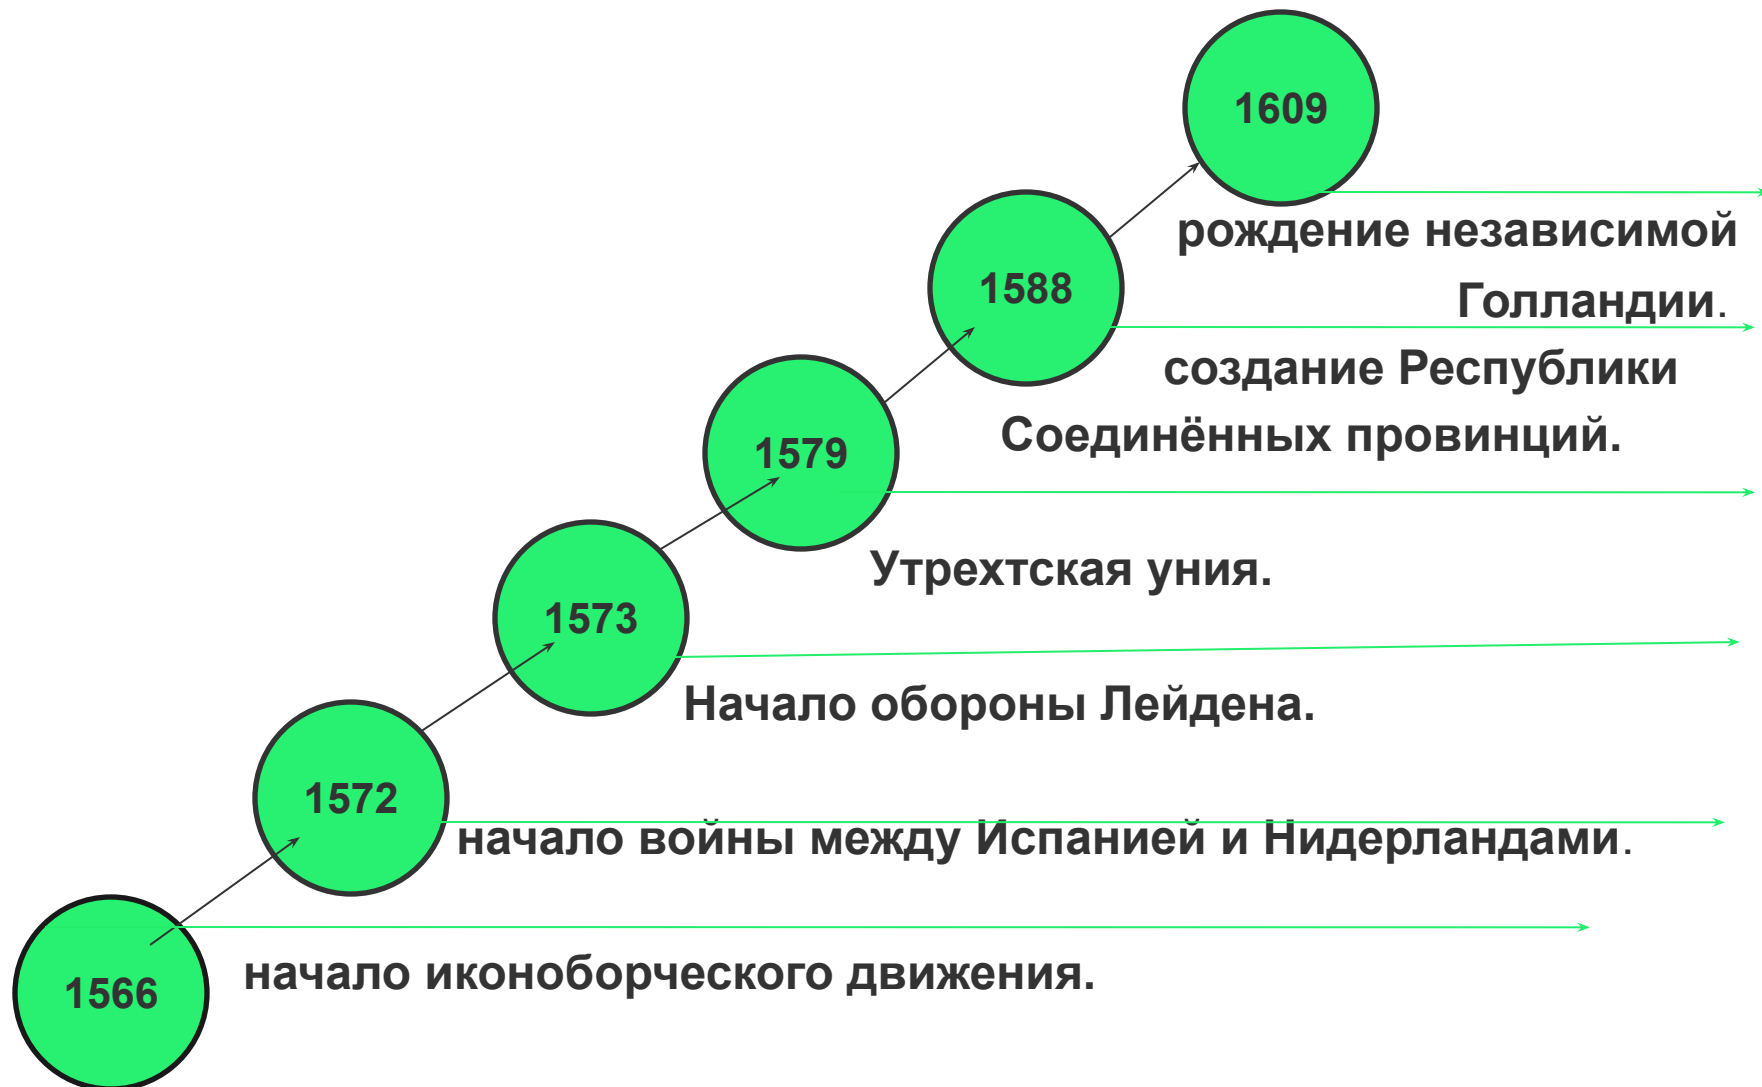 1609
рождение независимой
Голландии.
1588
создание Республики
Соединённых провинций.
1579
Утрехтская уния.
1573
Начало обороны Лейдена.
1572
начало войны между Испанией и Нидерландами.
1566
начало иконоборческого движения.